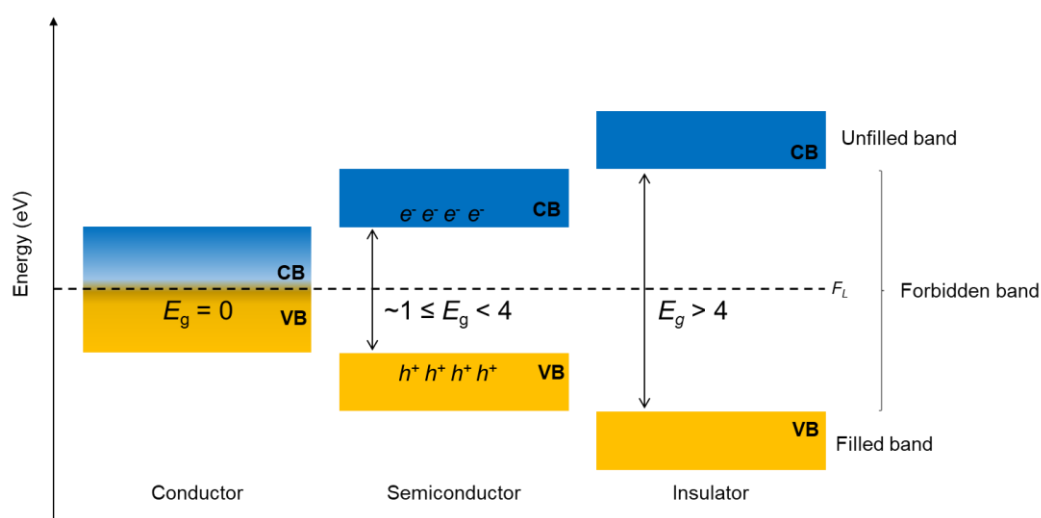 Energy (eV)
Unfilled band
CB
CB
e⁻ e⁻ e⁻ e⁻
CB
F_L
Forbidden band
E_g = 0
VB
~1 ≤ E_g < 4
E_g > 4
h⁺ h⁺ h⁺ h⁺
VB
VB
Filled band
Conductor
Semiconductor
Insulator